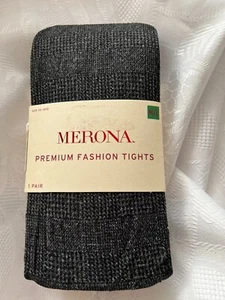 MERONA.
PREMIUM FASHION TIGHTS
1 PAIR